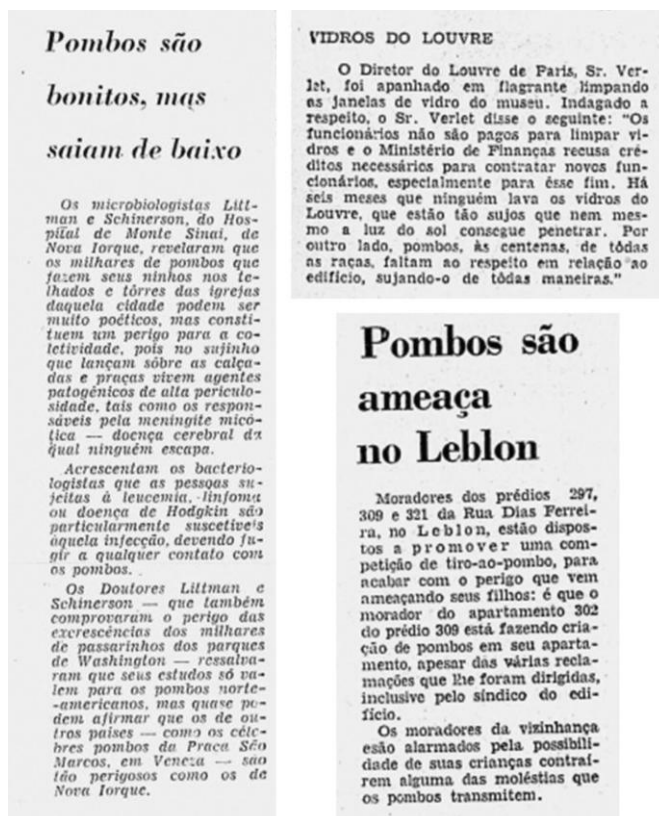 Pombos são
bonitos, mas
saiam de baixo
Os microbiologistas Litt-
man e Schinerson, do Hos-
pital de Monte Sinai, de
Nova Iorque, revelaram que
os milhares de pombos que
fazem seus ninhos nos te-
lhados e tôrres das igrejas
daquela cidade podem ser
muito poéticos, mas consti-
tuem um perigo para a co-
letividade, pois no sujinho
que lançam sôbre as calça-
das e praças vivem agentes
patogênicos de alta periculo-
sidade, tais como os respon-
sáveis pela meningite micó-
tica — doença cerebral da
qual ninguém escapa.
Acrescentam os bacterio-
logistas que as pessoas su-
jeitas à leucemia, linfoma
ou doença de Hodgkin são
particularmente suscetíveis
àquela infecção, devendo fu-
gir a qualquer contato com
os pombos.
Os Doutores Littman e
Schinerson — que também
comprovaram o perigo das
excrescências dos milhares
de passarinhos dos parques
de Washington — ressalva-
ram que seus estudos só va-
lem para os pombos norte-
-americanos, mas quase po-
dem afirmar que os de ou-
tros países — como os céle-
bres pombos da Praça São
Marcos, em Veneza — são
tão perigosos como os de
Nova Iorque.
VIDROS DO LOUVRE
O Diretor do Louvre de Paris, Sr. Ver-
let, foi apanhado em flagrante limpando
as janelas de vidro do museu. Indagado a
respeito, o Sr. Verlet disse o seguinte: "Os
funcionários não são pagos para limpar vi-
dros e o Ministério de Finanças recusa cré-
ditos necessários para contratar novos fun-
cionários, especialmente para êsse fim. Há
seis meses que ninguém lava os vidros do
Louvre, que estão tão sujos que nem mes-
mo a luz do sol consegue penetrar. Por
outro lado, pombos, às centenas, de tôdas
as raças, faltam ao respeito em relação ao
edifício, sujando-o de tôdas maneiras."
Pombos são
ameaça
no Leblon
Moradores dos prédios 297,
309 e 321 da Rua Dias Ferrei-
ra, no Leblon, estão dispos-
tos a promover uma com-
petição de tiro-ao-pombo, para
acabar com o perigo que vem
ameaçando seus filhos: é que o
morador do apartamento 302
do prédio 309 está fazendo cria-
ção de pombos em seu aparta-
mento, apesar das várias recla-
mações que lhe foram dirigidas,
inclusive pelo síndico do edi-
fício.
Os moradores da vizinhança
esão alarmados pela possibili-
dade de suas crianças contraí-
rem alguma das moléstias que
os pombos transmitem.